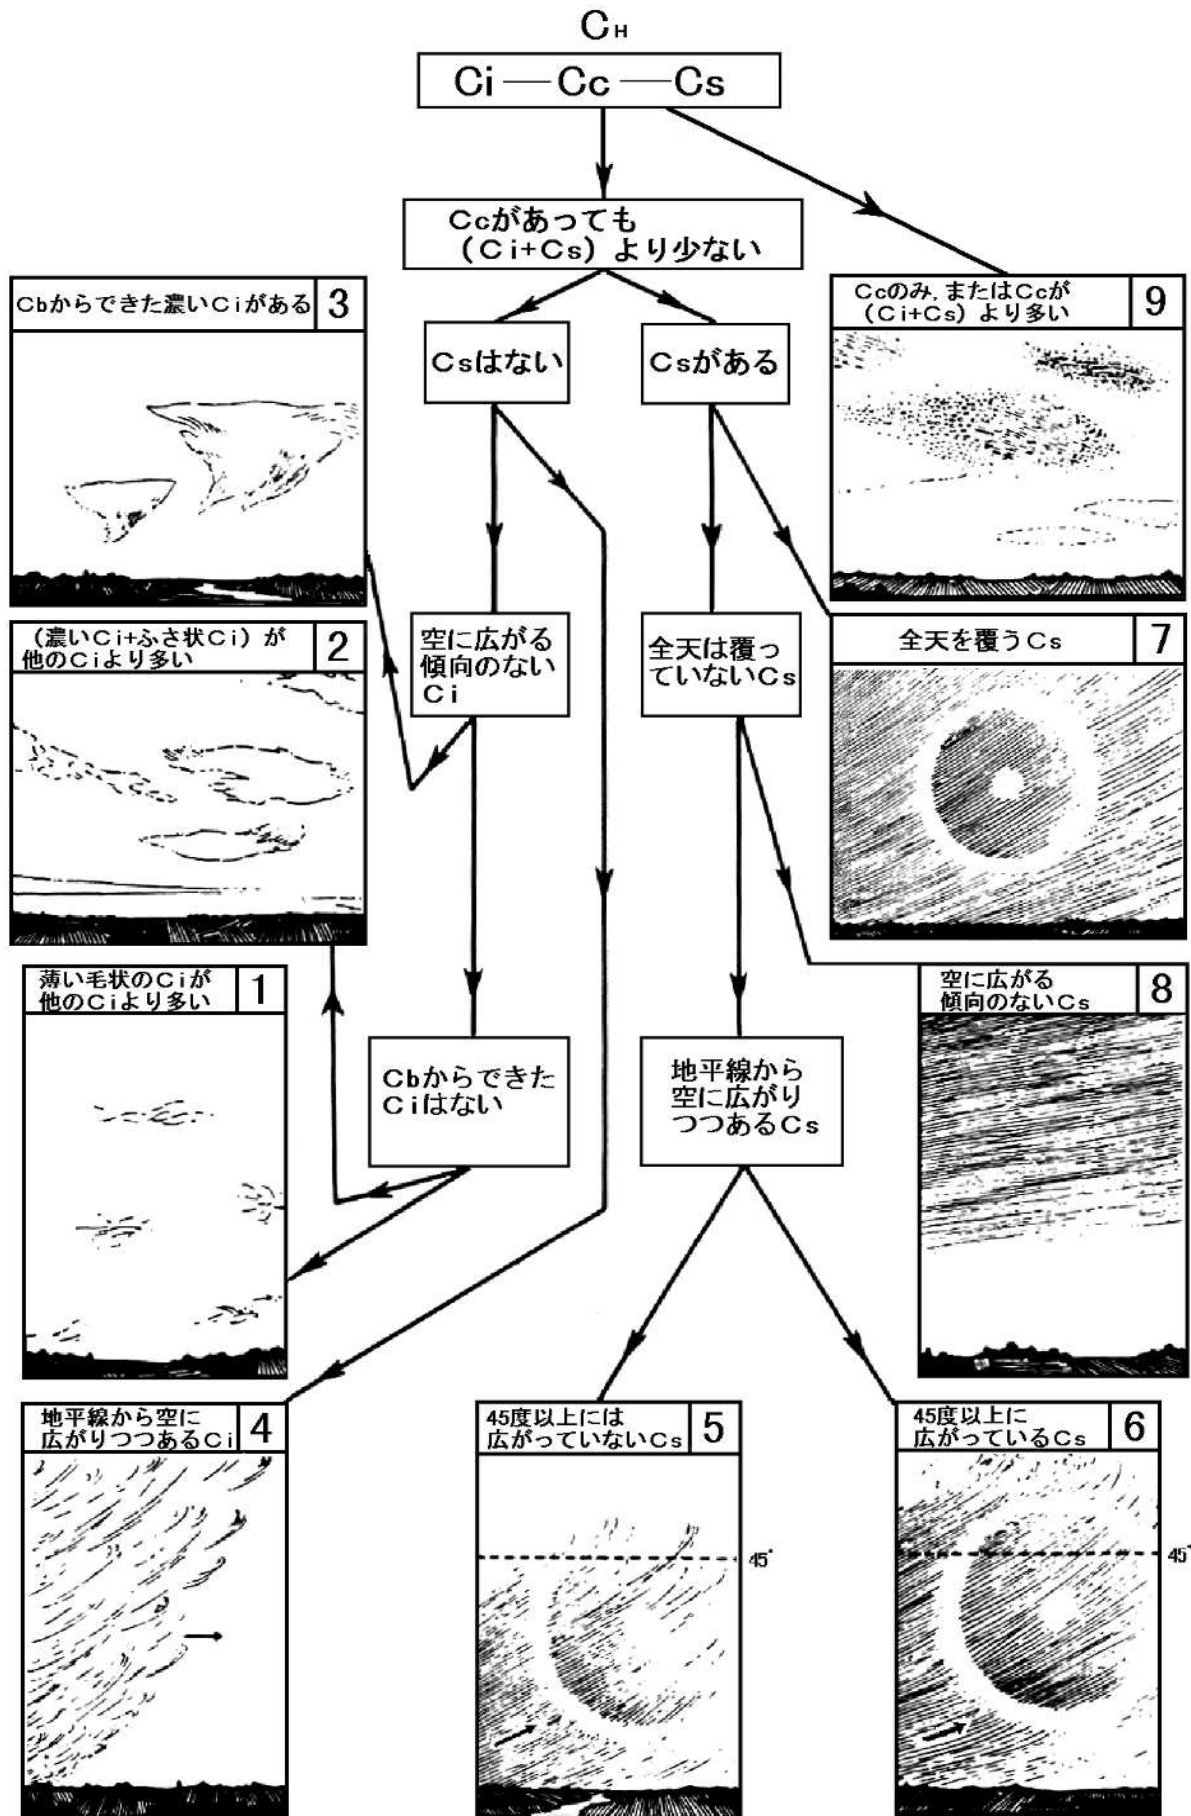 CH
Ci — Cc — Cs
Ccがあっても
(Ci+Cs) より少ない
Cbからできた濃いCiがある
3
Csはない
Csがある
Ccのみ, またはCcが
(Ci+Cs) より多い
9
(濃いCi+ふさ状Ci) が
他のCiより多い
2
空に広がる
傾向のない
Ci
全天は覆っ
ていないCs
全天を覆うCs
7
薄い毛状のCiが
他のCiより多い
1
Cbからできた
Ciはない
地平線から
空に広がり
つつあるCs
空に広がる
傾向のないCs
8
地平線から空に
広がりつつあるCi
4
45度以上には
広がっていないCs
5
45°
45度以上に
広がっているCs
6
45°